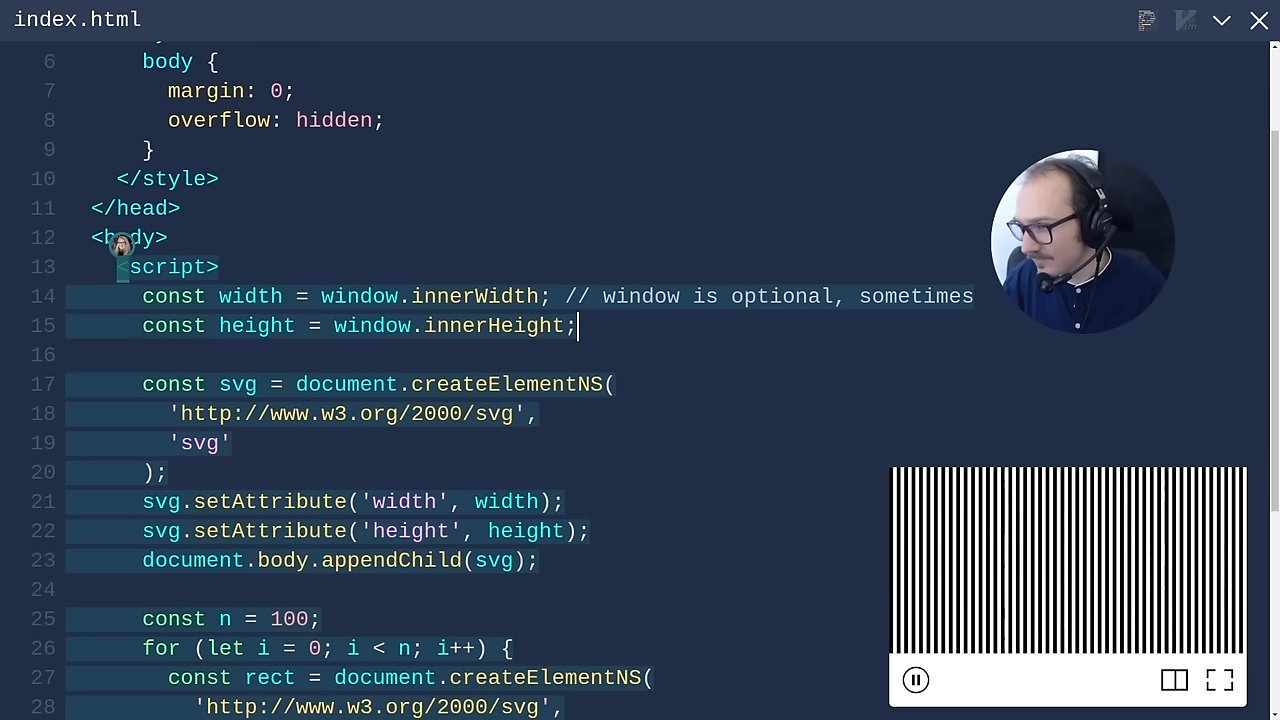 index.html
6 body {
7 margin: 0;
8 overflow: hidden;
9 }
10 </style>
11 </head>
12 <body>
13 <script>
14 const width = window.innerWidth; // window is optional, sometimes
15 const height = window.innerHeight;
16
17 const svg = document.createElementNS(
18 'http://www.w3.org/2000/svg',
19 'svg'
20 );
21 svg.setAttribute('width', width);
22 svg.setAttribute('height', height);
23 document.body.appendChild(svg);
24
25 const n = 100;
26 for (let i = 0; i < n; i++) {
27 const rect = document.createElementNS(
28 'http://www.w3.org/2000/svg',